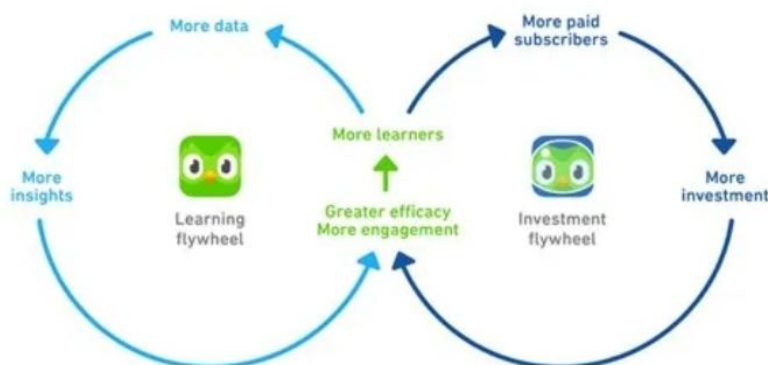 More data
More paid
subscribers
More learners
More
insights
Learning
flywheel
Greater efficacy
More engagement
Investment
flywheel
More
investment